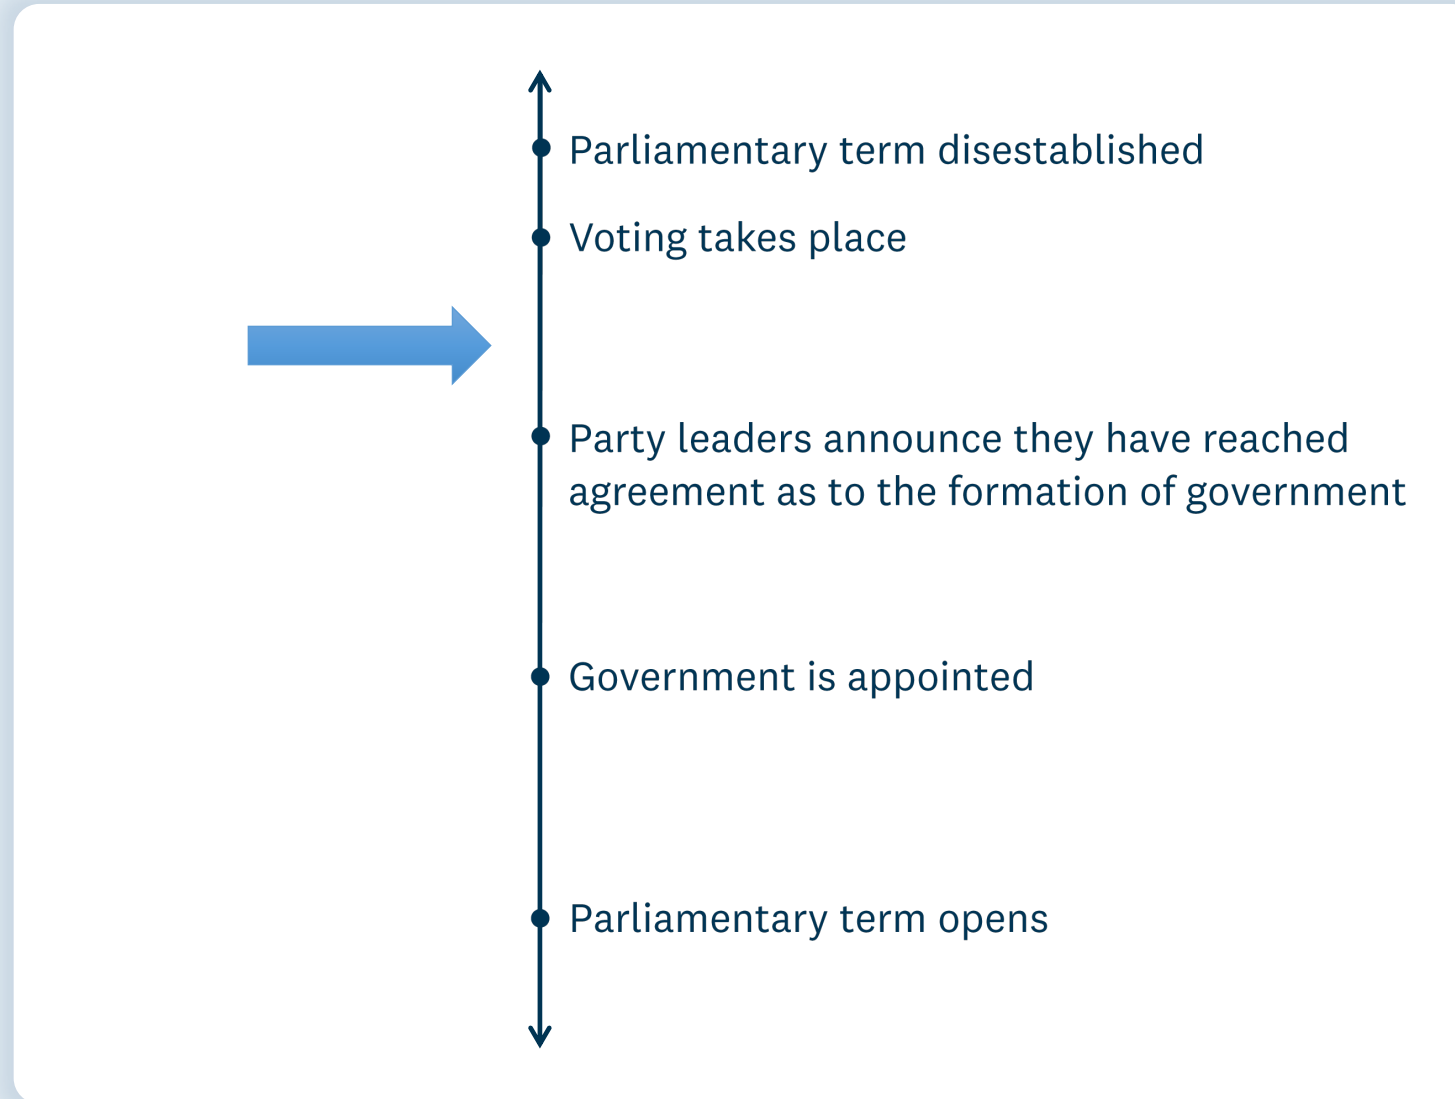 Parliamentary term disestablished
Voting takes place
Party leaders announce they have reached
agreement as to the formation of government
Government is appointed
Parliamentary term opens